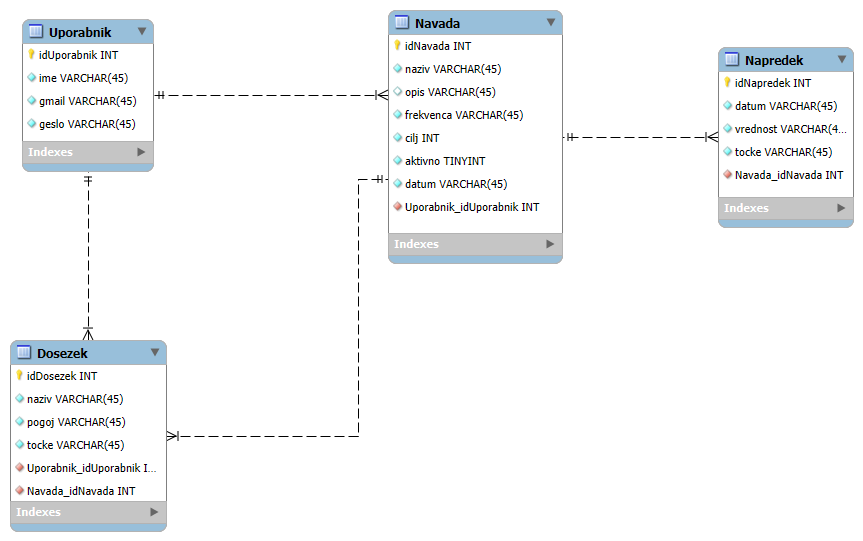 Uporabnik
idUporabnik INT
ime VARCHAR(45)
gmail VARCHAR(45)
geslo VARCHAR(45)
Indexes
Navada
idNavada INT
naziv VARCHAR(45)
opis VARCHAR(45)
frekvenca VARCHAR(45)
cilj INT
aktivno TINYINT
datum VARCHAR(45)
Uporabnik_idUporabnik INT
Indexes
Napredek
idNapredek INT
datum VARCHAR(45)
vrednost VARCHAR(4...
tocke VARCHAR(45)
Navada_idNavada INT
Indexes
Dosezek
idDosezek INT
naziv VARCHAR(45)
pogoj VARCHAR(45)
tocke VARCHAR(45)
Uporabnik_idUporabnik I...
Navada_idNavada INT
Indexes